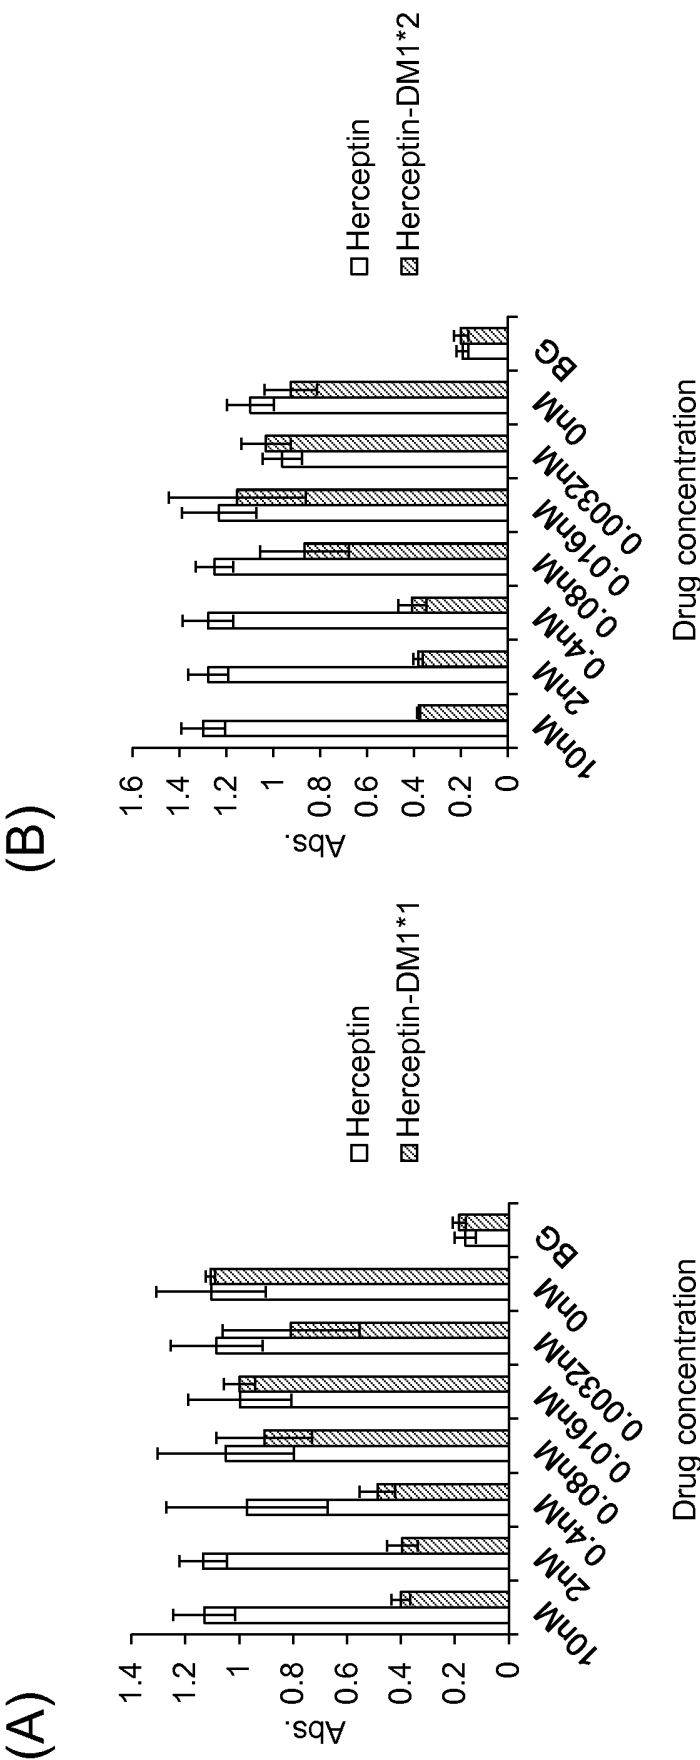 (A)
Abs.
1.4
1.2
1
0.8
0.6
0.4
0.2
0
10nM
2nM
0.4nM
0.08nM
0.016nM
0.0032nM
0nM
BG
Drug concentration
Herceptin
Herceptin-DM1*1
(B)
Abs.
1.6
1.4
1.2
1
0.8
0.6
0.4
0.2
0
10nM
2nM
0.4nM
0.08nM
0.016nM
0.0032nM
0nM
BG
Drug concentration
Herceptin
Herceptin-DM1*2